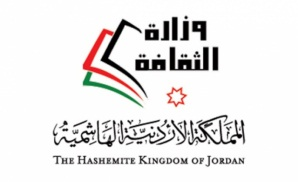 وزارة
الثقافة
المملكة الأردنية الهاشمية
THE HASHEMITE KINGDOM OF JORDAN